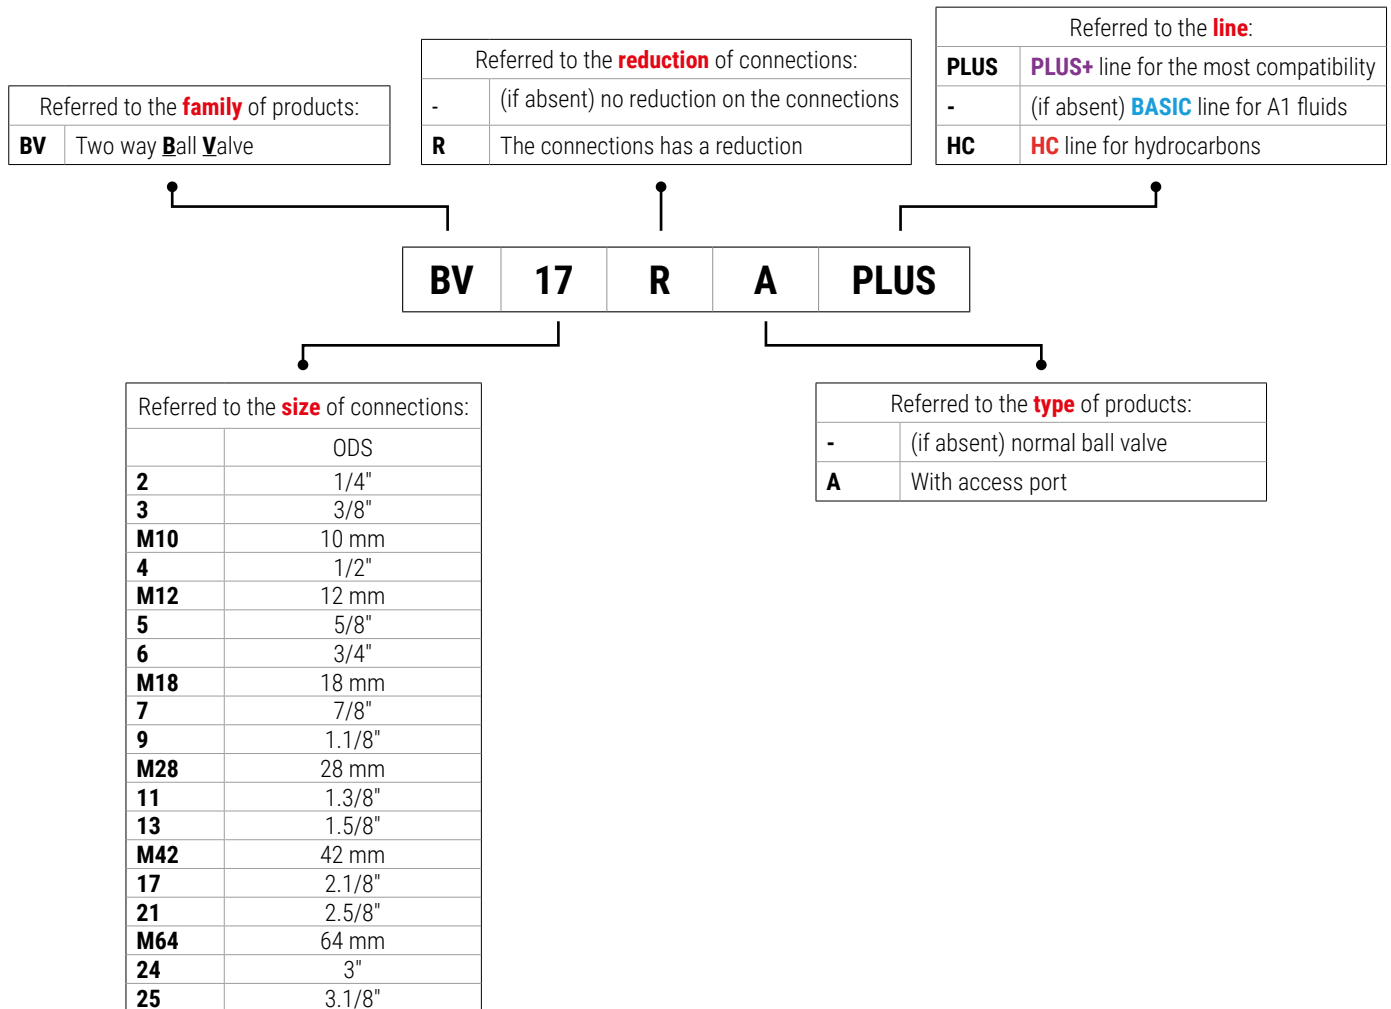 Referred to the family of products:
BV Two way Ball Valve
Referred to the reduction of connections:
- (if absent) no reduction on the connections
R The connections has a reduction
Referred to the line:
PLUS PLUS+ line for the most compatibility
- (if absent) BASIC line for A1 fluids
HC HC line for hydrocarbons
BV 17 R A PLUS
Referred to the size of connections:
ODS
2 1/4"
3 3/8"
M10 10 mm
4 1/2"
M12 12 mm
5 5/8"
6 3/4"
M18 18 mm
7 7/8"
9 1.1/8"
M28 28 mm
11 1.3/8"
13 1.5/8"
M42 42 mm
17 2.1/8"
21 2.5/8"
M64 64 mm
24 3"
25 3.1/8"
Referred to the type of products:
- (if absent) normal ball valve
A With access port